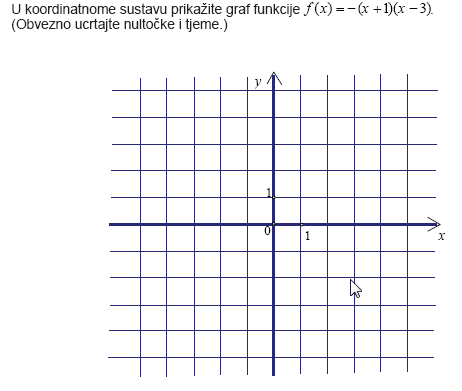 U koordinatnome sustavu prikažite graf funkcije f(x)=-(x+1)(x-3).
(Obvezno ucrtajte nultočke i tjeme.)
y
1
0
1
x